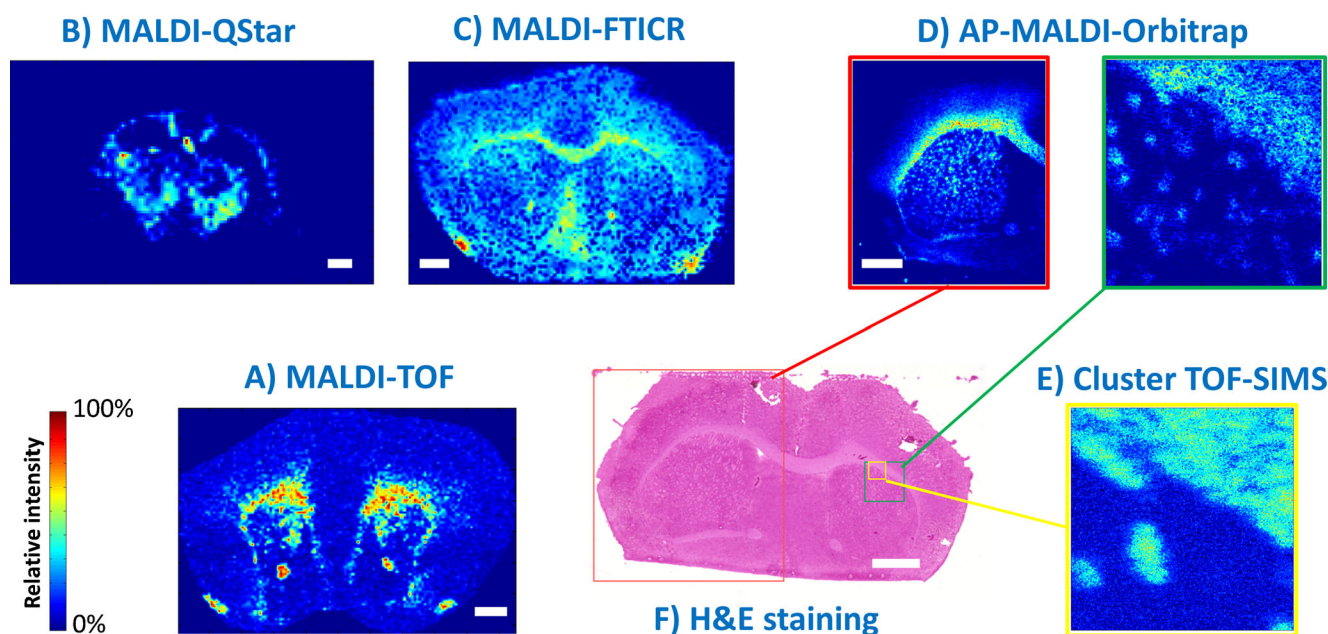 B) MALDI-QStar
C) MALDI-FTICR
D) AP-MALDI-Orbitrap
A) MALDI-TOF
E) Cluster TOF-SIMS
100%
Relative intensity
0%
F) H&E staining